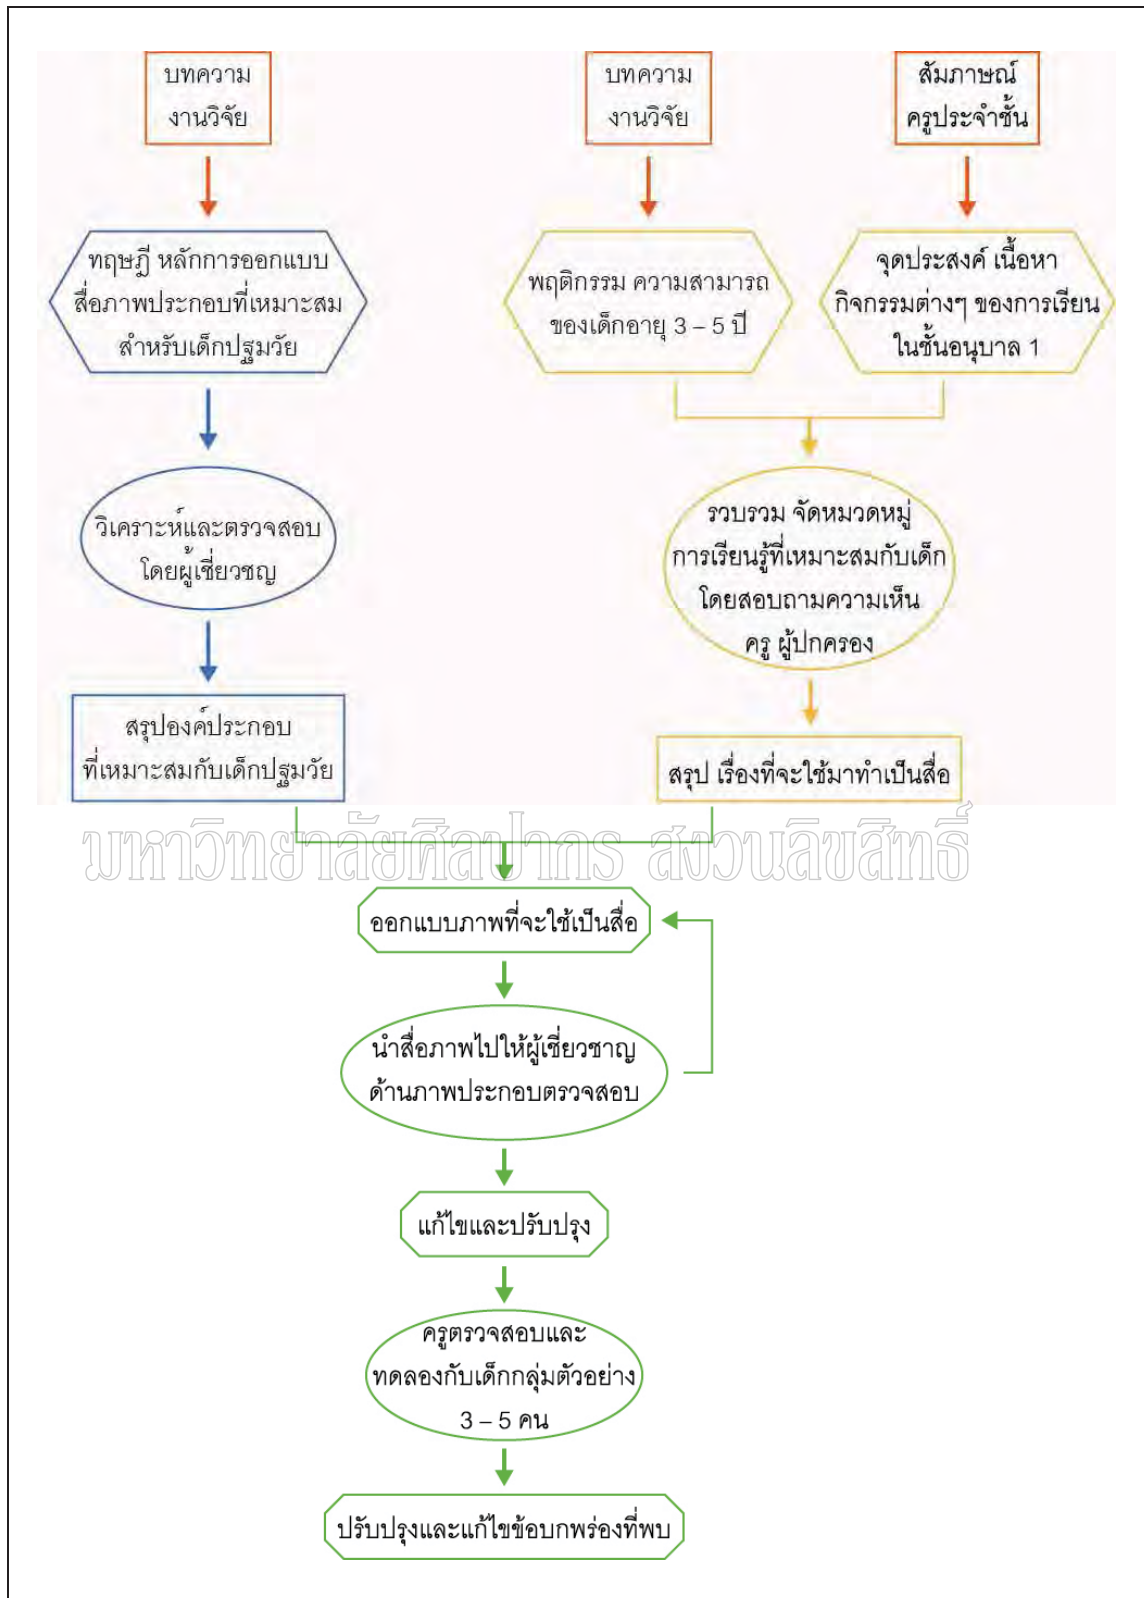 บทความ
งานวิจัย
บทความ
งานวิจัย
สัมภาษณ์
ครูประจำชั้น
ทฤษฎี หลักการออกแบบ
สื่อภาพประกอบที่เหมาะสม
สำหรับเด็กปฐมวัย
พฤติกรรม ความสามารถ
ของเด็กอายุ 3 – 5 ปี
จุดประสงค์ เนื้อหา
กิจกรรมต่างๆ ของการเรียน
ในชั้นอนุบาล 1
วิเคราะห์และตรวจสอบ
โดยผู้เชี่ยวชญ
รวบรวม จัดหมวดหมู่
การเรียนรู้ที่เหมาะสมกับเด็ก
โดยสอบถามความเห็น
ครู ผู้ปกครอง
สรุปองค์ประกอบ
ที่เหมาะสมกับเด็กปฐมวัย
สรุป เรื่องที่จะใช้มาทำเป็นสื่อ
มหาวิทยาลัยศิลปากร สงวนลิขสิทธิ์
ออกแบบภาพที่จะใช้เป็นสื่อ
นำสื่อภาพไปให้ผู้เชี่ยวชาญ
ด้านภาพประกอบตรวจสอบ
แก้ไขและปรับปรุง
ครูตรวจสอบและ
ทดลองกับเด็กกลุ่มตัวอย่าง
3 – 5 คน
ปรับปรุงและแก้ไขข้อบกพร่องที่พบ